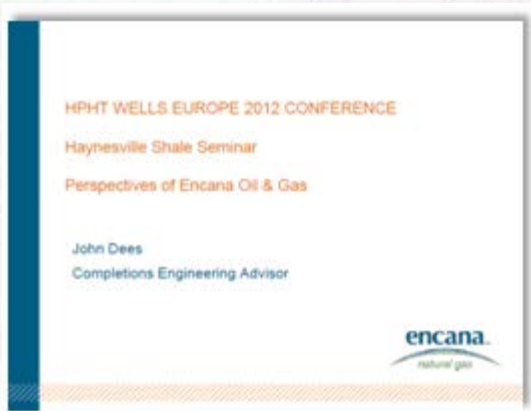 HPHT WELLS EUROPE 2012 CONFERENCE
Haynesville Shale Seminar
Perspectives of Encana Oil & Gas
John Dees
Completions Engineering Advisor
encana
natural gas